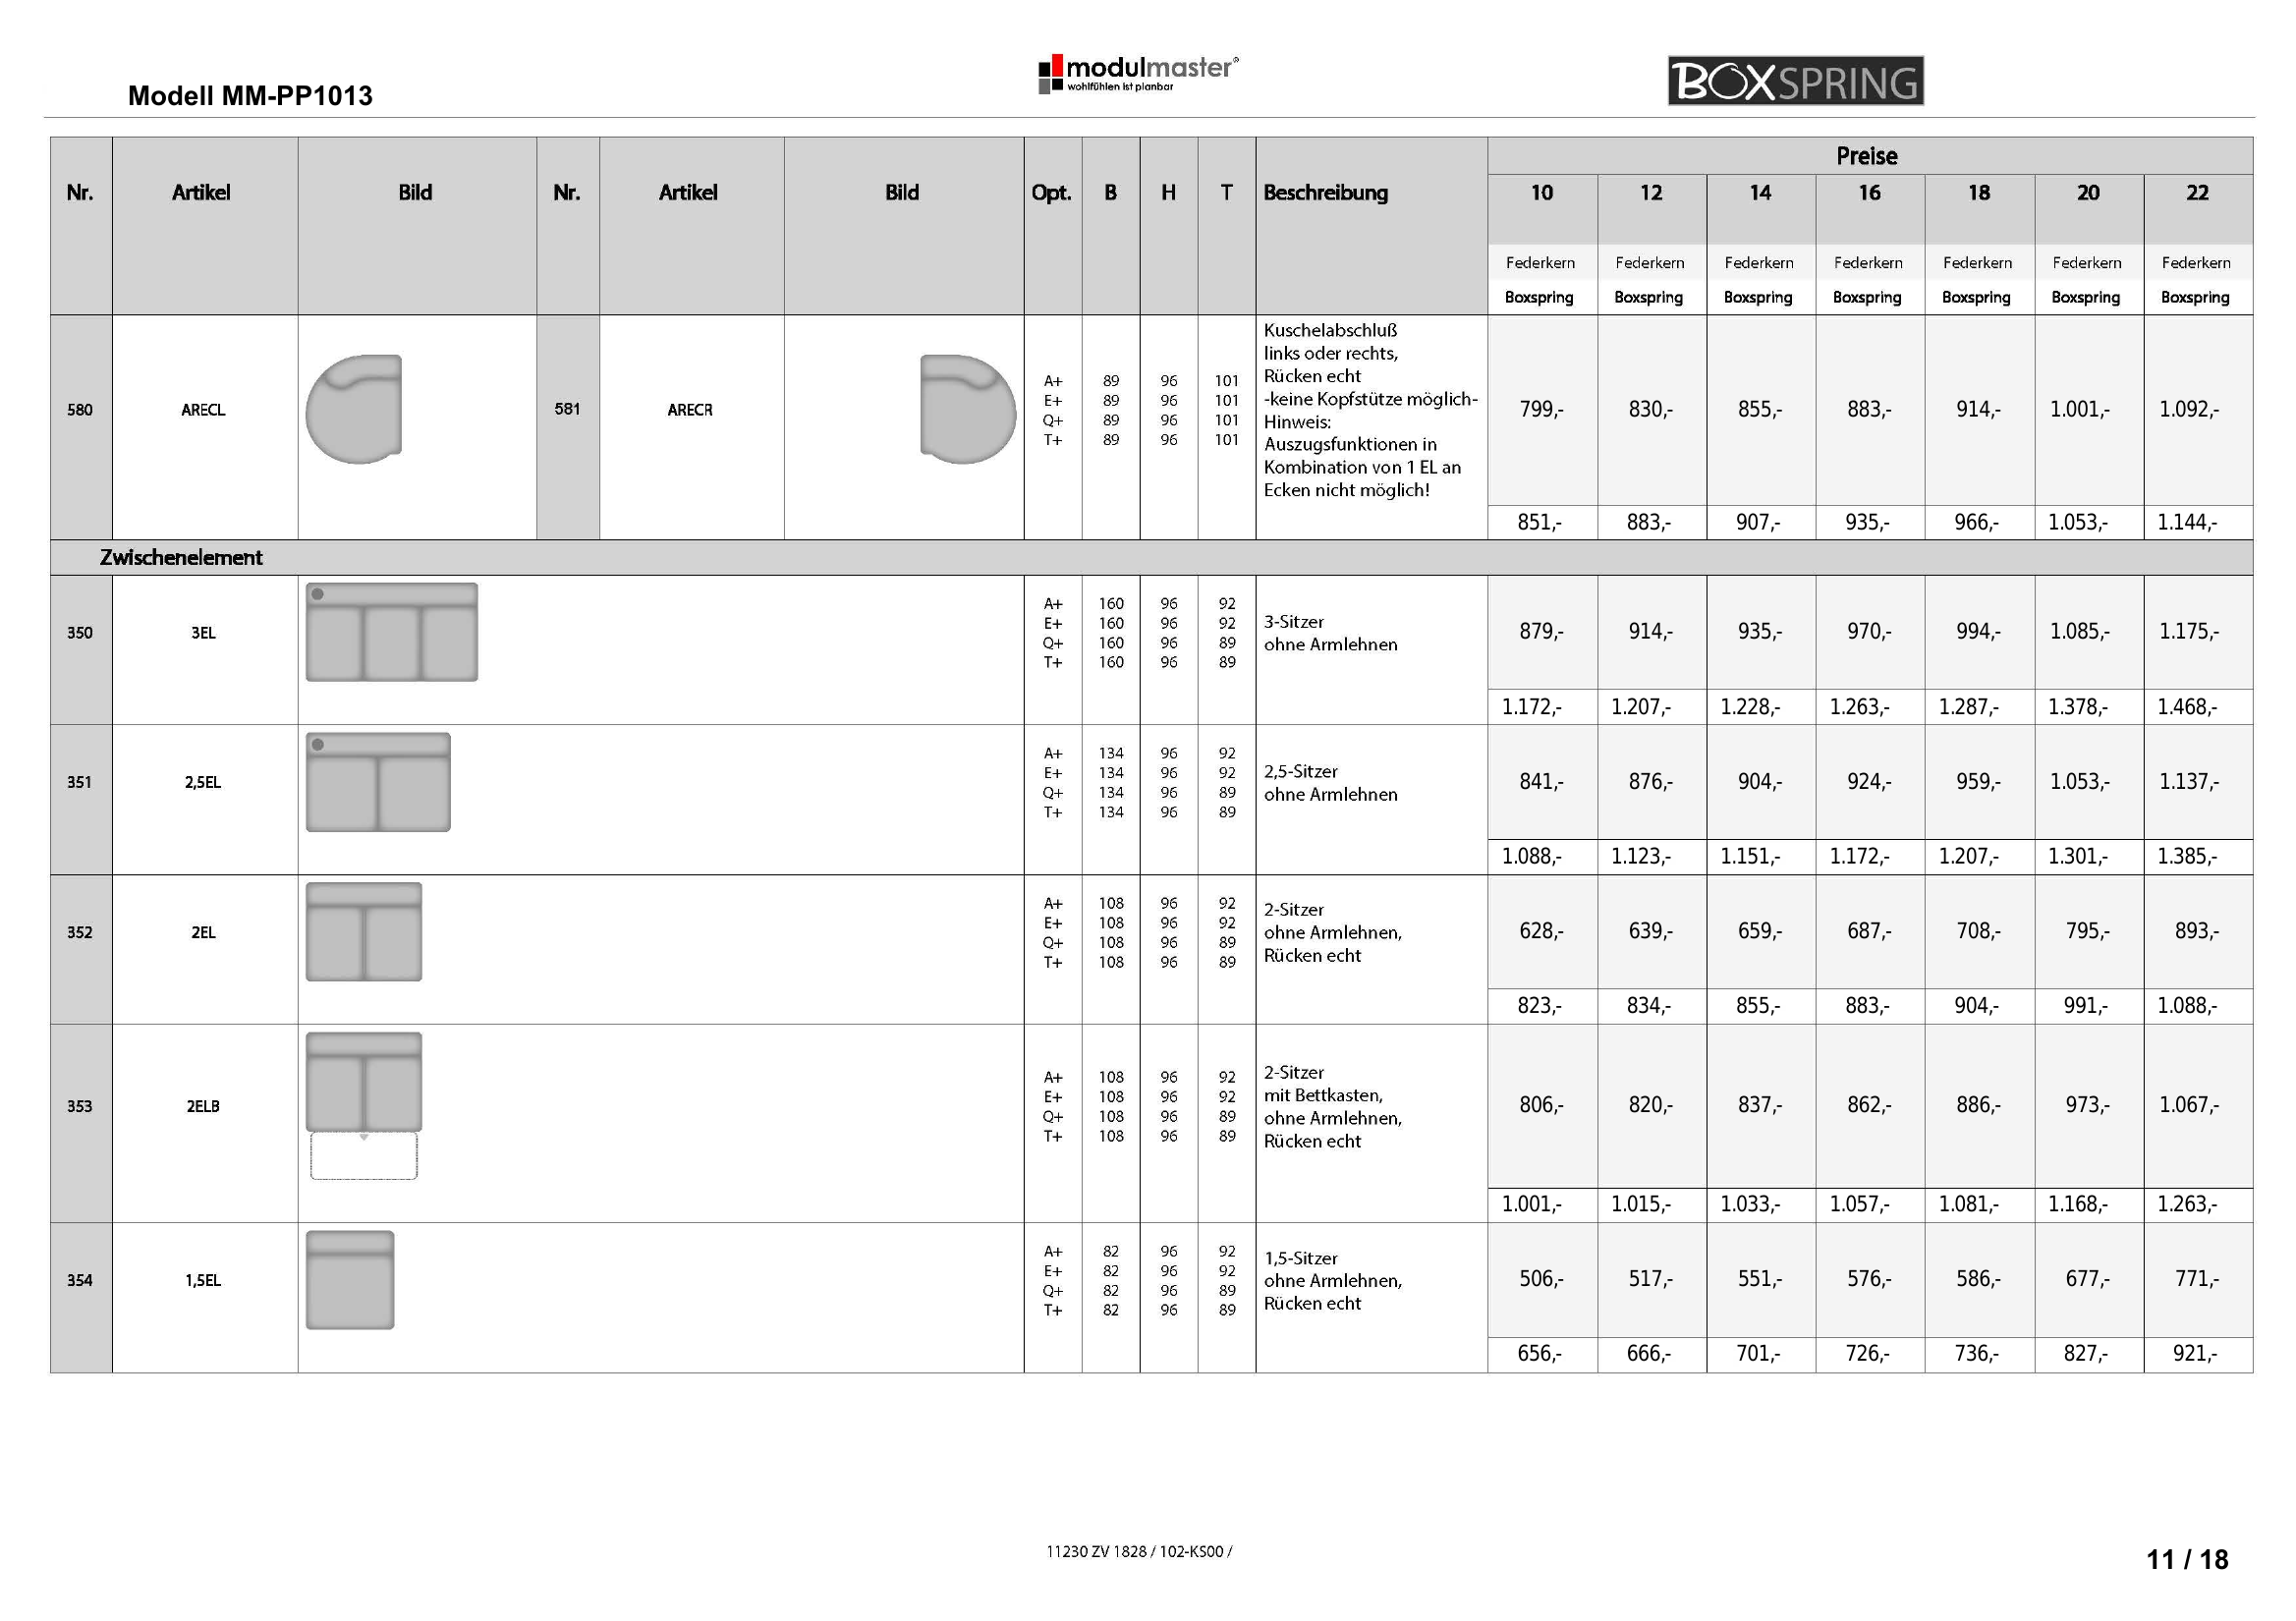 Modell MM-PP1013
modulmaster®
wohlfühlen ist planbar
BOXSPRING
Preise
Nr. Artikel Bild Nr. Artikel Bild Opt. B H T Beschreibung 10 12 14 16 18 20 22
Federkern Federkern Federkern Federkern Federkern Federkern Federkern
Boxspring Boxspring Boxspring Boxspring Boxspring Boxspring Boxspring
580 ARECL 581 ARECR
A+ 89 96 101
E+ 89 96 101
Q+ 89 96 101
T+ 89 96 101
Kuschelabschluß
links oder rechts,
Rücken echt
-keine Kopfstütze möglich-
Hinweis:
Auszugsfunktionen in
Kombination von 1 EL an
Ecken nicht möglich!
799,- 830,- 855,- 883,- 914,- 1.001,- 1.092,-
851,- 883,- 907,- 935,- 966,- 1.053,- 1.144,-
Zwischenelement
350 3EL
A+ 160 96 92
E+ 160 96 92
Q+ 160 96 89
T+ 160 96 89
3-Sitzer
ohne Armlehnen
879,- 914,- 935,- 970,- 994,- 1.085,- 1.175,-
1.172,- 1.207,- 1.228,- 1.263,- 1.287,- 1.378,- 1.468,-
351 2,5EL
A+ 134 96 92
E+ 134 96 92
Q+ 134 96 89
T+ 134 96 89
2,5-Sitzer
ohne Armlehnen
841,- 876,- 904,- 924,- 959,- 1.053,- 1.137,-
1.088,- 1.123,- 1.151,- 1.172,- 1.207,- 1.301,- 1.385,-
352 2EL
A+ 108 96 92
E+ 108 96 92
Q+ 108 96 89
T+ 108 96 89
2-Sitzer
ohne Armlehnen,
Rücken echt
628,- 639,- 659,- 687,- 708,- 795,- 893,-
823,- 834,- 855,- 883,- 904,- 991,- 1.088,-
353 2ELB
A+ 108 96 92
E+ 108 96 92
Q+ 108 96 89
T+ 108 96 89
2-Sitzer
mit Bettkasten,
ohne Armlehnen,
Rücken echt
806,- 820,- 837,- 862,- 886,- 973,- 1.067,-
1.001,- 1.015,- 1.033,- 1.057,- 1.081,- 1.168,- 1.263,-
354 1,5EL
A+ 82 96 92
E+ 82 96 92
Q+ 82 96 89
T+ 82 96 89
1,5-Sitzer
ohne Armlehnen,
Rücken echt
506,- 517,- 551,- 576,- 586,- 677,- 771,-
656,- 666,- 701,- 726,- 736,- 827,- 921,-
11230 ZV 1828 / 102-KS00 /
11 / 18